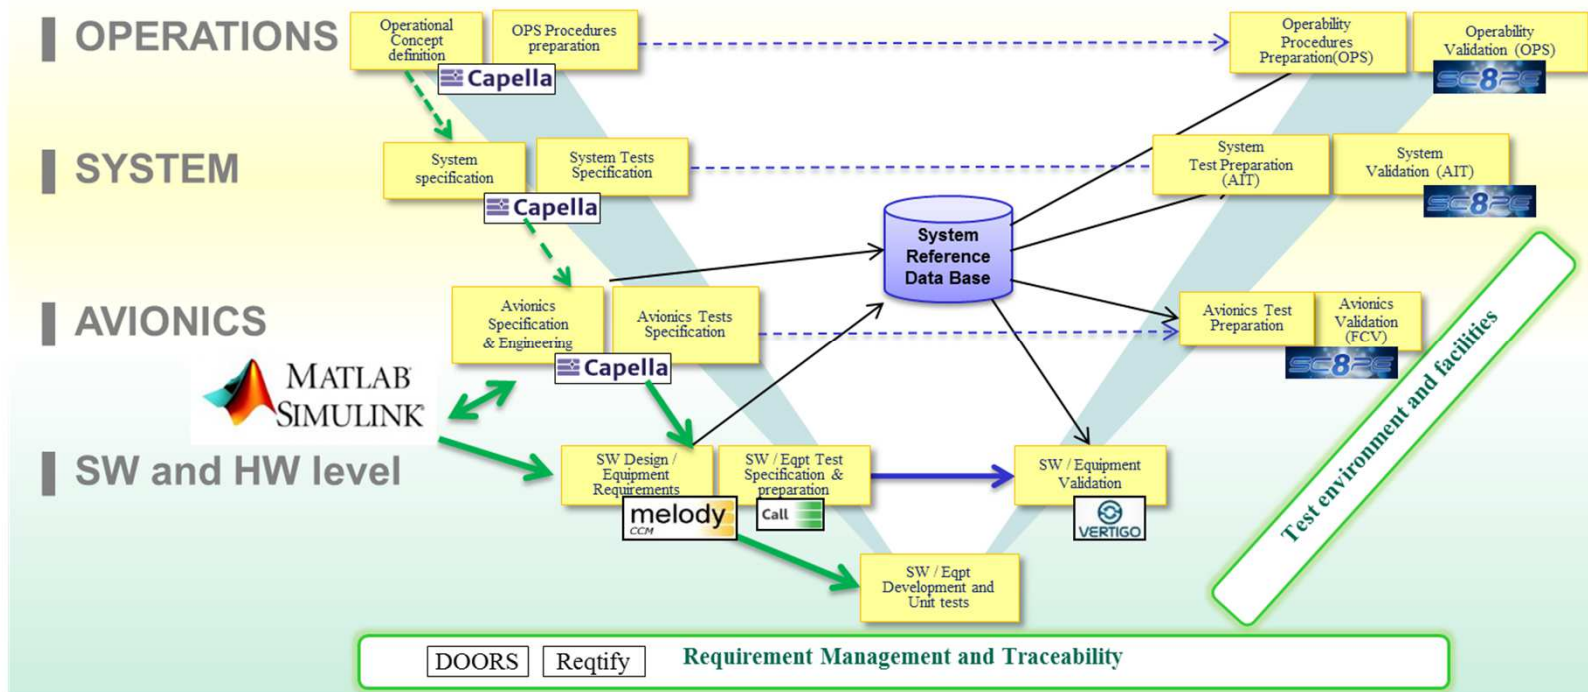 OPERATIONS
Operational
Concept
definition
OPS Procedures
preparation
Capella
Operability
Procedures
Preparation(OPS)
Operability
Validation (OPS)
SC8PE
SYSTEM
System
specification
System Tests
Specification
Capella
System
Test Preparation
(AIT)
System
Validation (AIT)
SC8PE
System
Reference
Data Base
AVIONICS
Avionics
Specification
& Engineering
Avionics Tests
Specification
Capella
Avionics Test
Preparation
Avionics
Validation
(FCV)
SC8PE
MATLAB
SIMULINK
SW and HW level
SW Design /
Equipment
Requirements
SW / Eqpt Test
Specification &
preparation
melody
CCM
Call
SW / Equipment
Validation
VERTIGO
SW / Eqpt
Development and
Unit tests
Test environment and facilities
DOORS
Reqtify
Requirement Management and Traceability